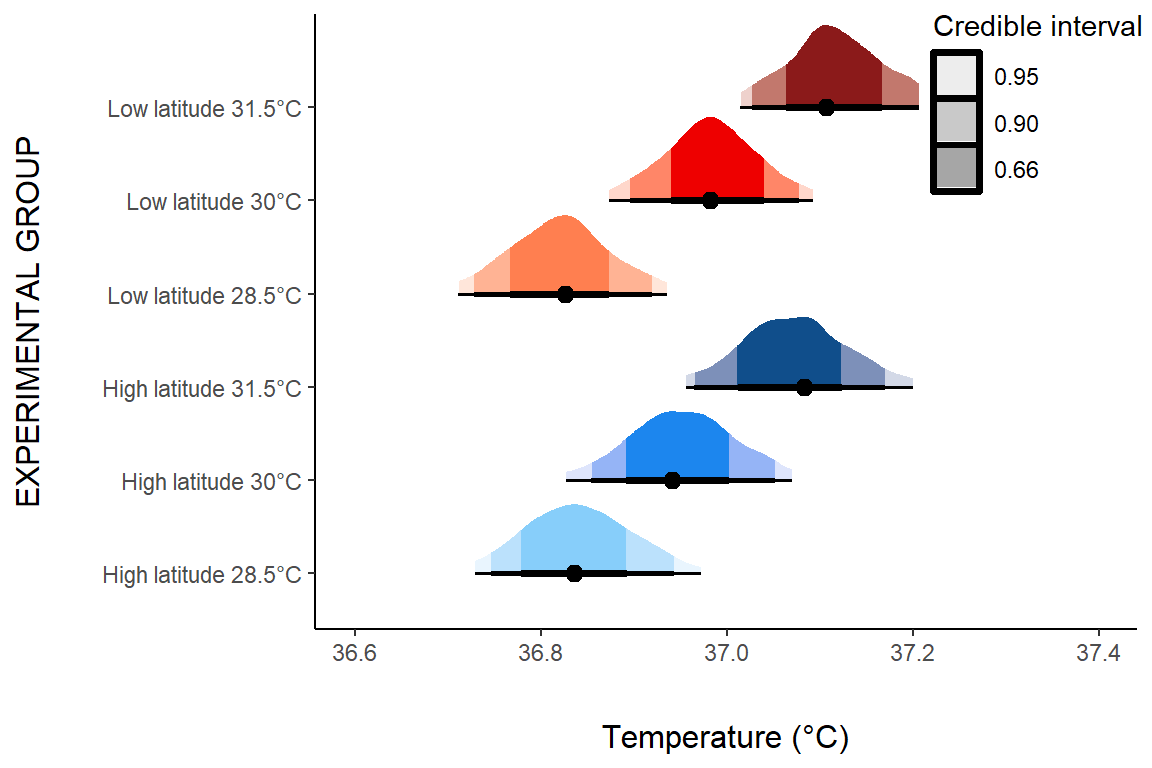 Credible interval
0.95
0.90
0.66
EXPERIMENTAL GROUP
Low latitude 31.5°C
Low latitude 30°C
Low latitude 28.5°C
High latitude 31.5°C
High latitude 30°C
High latitude 28.5°C
36.6 36.8 37.0 37.2 37.4
Temperature (°C)